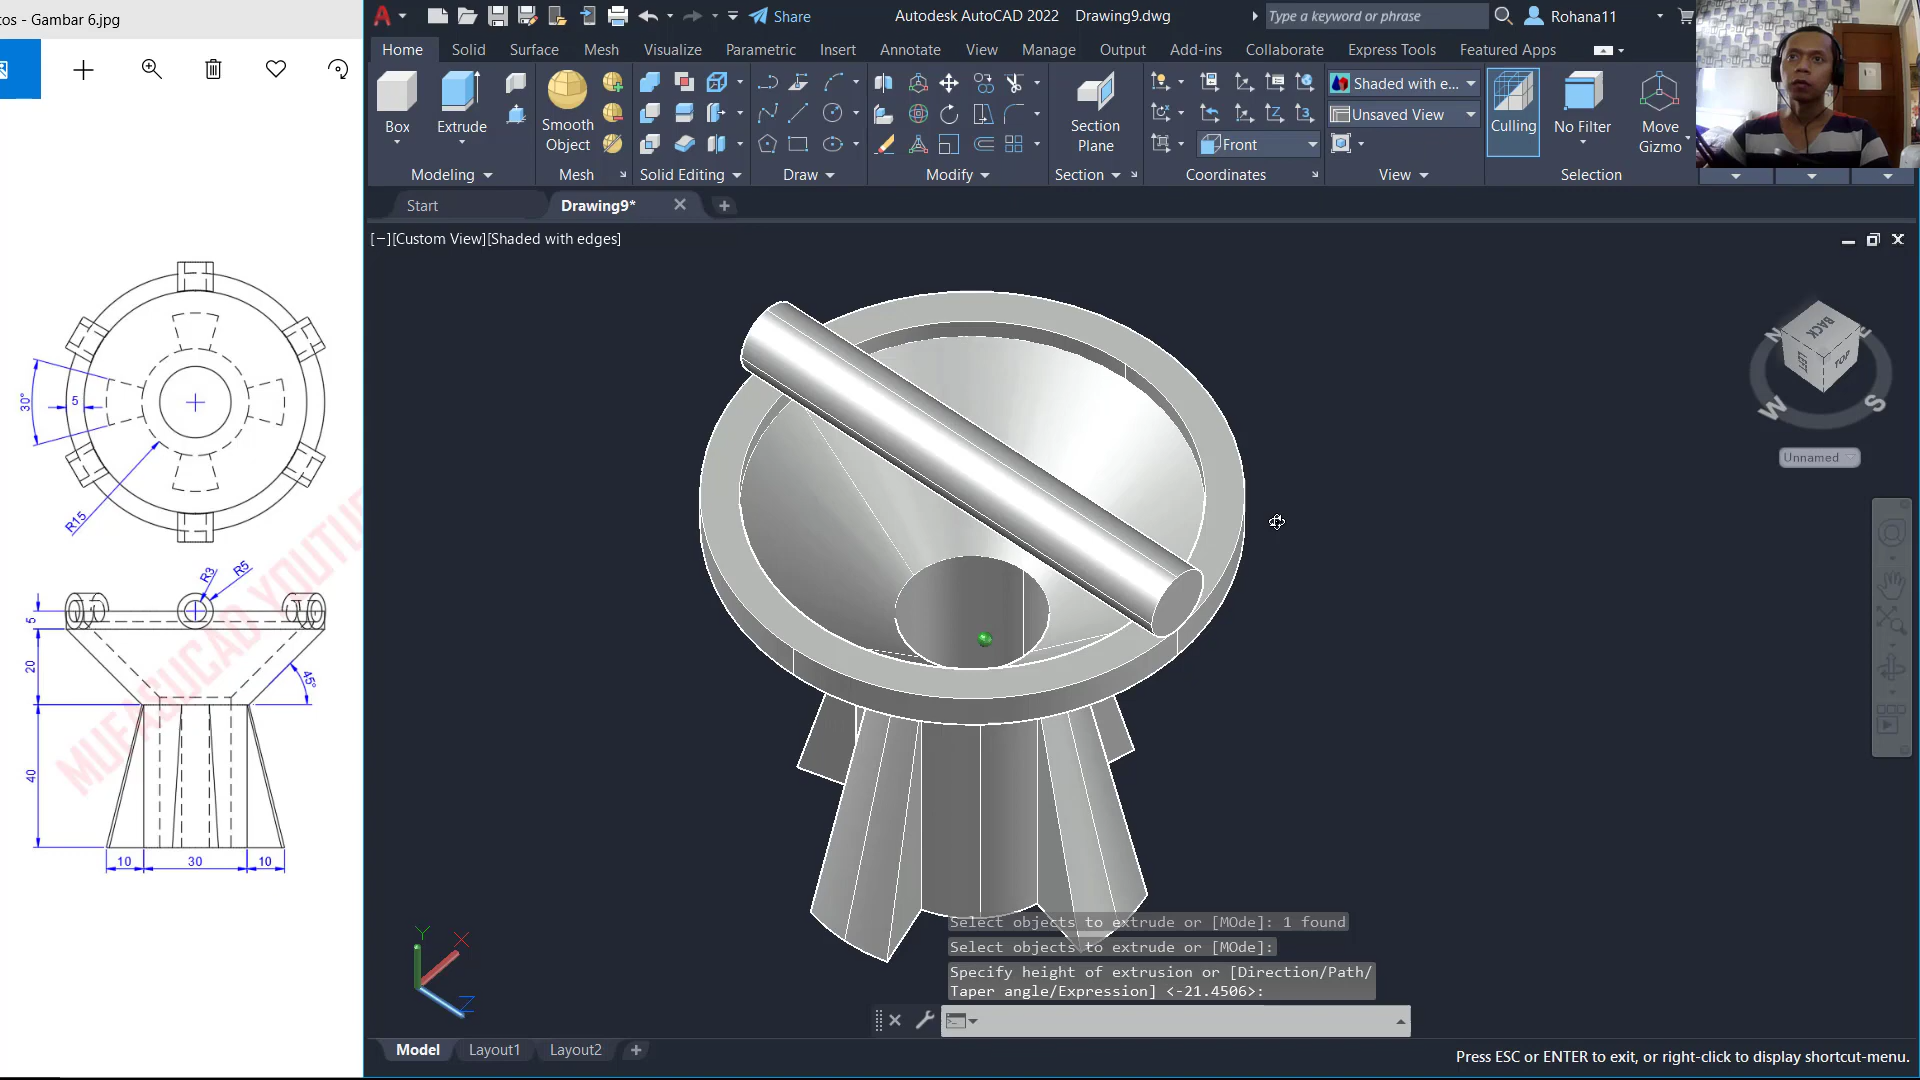 tos - Gambar 6.jpg
Share
Autodesk AutoCAD 2022
Drawing9.dwg
Type a keyword or phrase
Rohana11
Home
Solid
Surface
Mesh
Visualize
Parametric
Insert
Annotate
View
Manage
Output
Add-ins
Collaborate
Express Tools
Featured Apps
Box
Extrude
Smooth
Object
Section
Plane
Front
Shaded with e...
Unsaved View
Culling
No Filter
Move
Gizmo
Modeling
Mesh
Solid Editing
Draw
Modify
Section
Coordinates
View
Selection
Start
Drawing9*
[−][Custom View][Shaded with edges]
BACK
TOP
LEFT
N
E
W
S
Unnamed
30°
5
R15
R3
R5
5
20
45°
40
10
30
10
MUFASUCAD YOUTUB
Y
X
Z
Select objects to extrude or [MOde]: 1 found
Select objects to extrude or [MOde]:
Specify height of extrusion or [Direction/Path/
Taper angle/Expression] <-21.4506>:
Model
Layout1
Layout2
Press ESC or ENTER to exit, or right-click to display shortcut-menu.